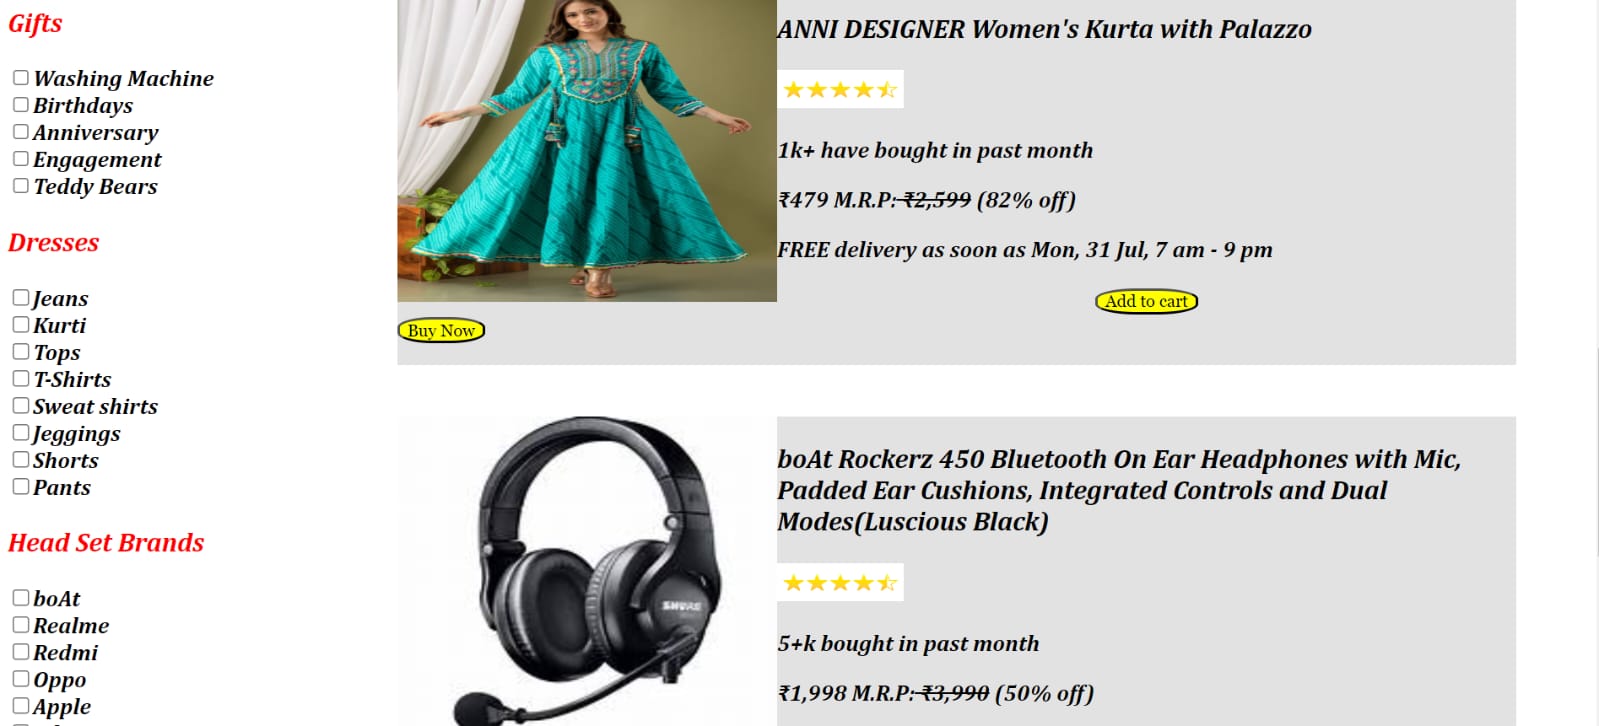 Gifts
Washing Machine
Birthdays
Anniversary
Engagement
Teddy Bears
Dresses
Jeans
Kurti
Tops
T-Shirts
Sweat shirts
Jeggings
Shorts
Pants
Head Set Brands
boAt
Realme
Redmi
Oppo
Apple
ANNI DESIGNER Women's Kurta with Palazzo
1k+ have bought in past month
₹479 M.R.P: ₹2,599 (82% off)
FREE delivery as soon as Mon, 31 Jul, 7 am - 9 pm
Add to cart
Buy Now
SHURE
boAt Rockerz 450 Bluetooth On Ear Headphones with Mic,
Padded Ear Cushions, Integrated Controls and Dual
Modes(Luscious Black)
5+k bought in past month
₹1,998 M.R.P: ₹3,990 (50% off)